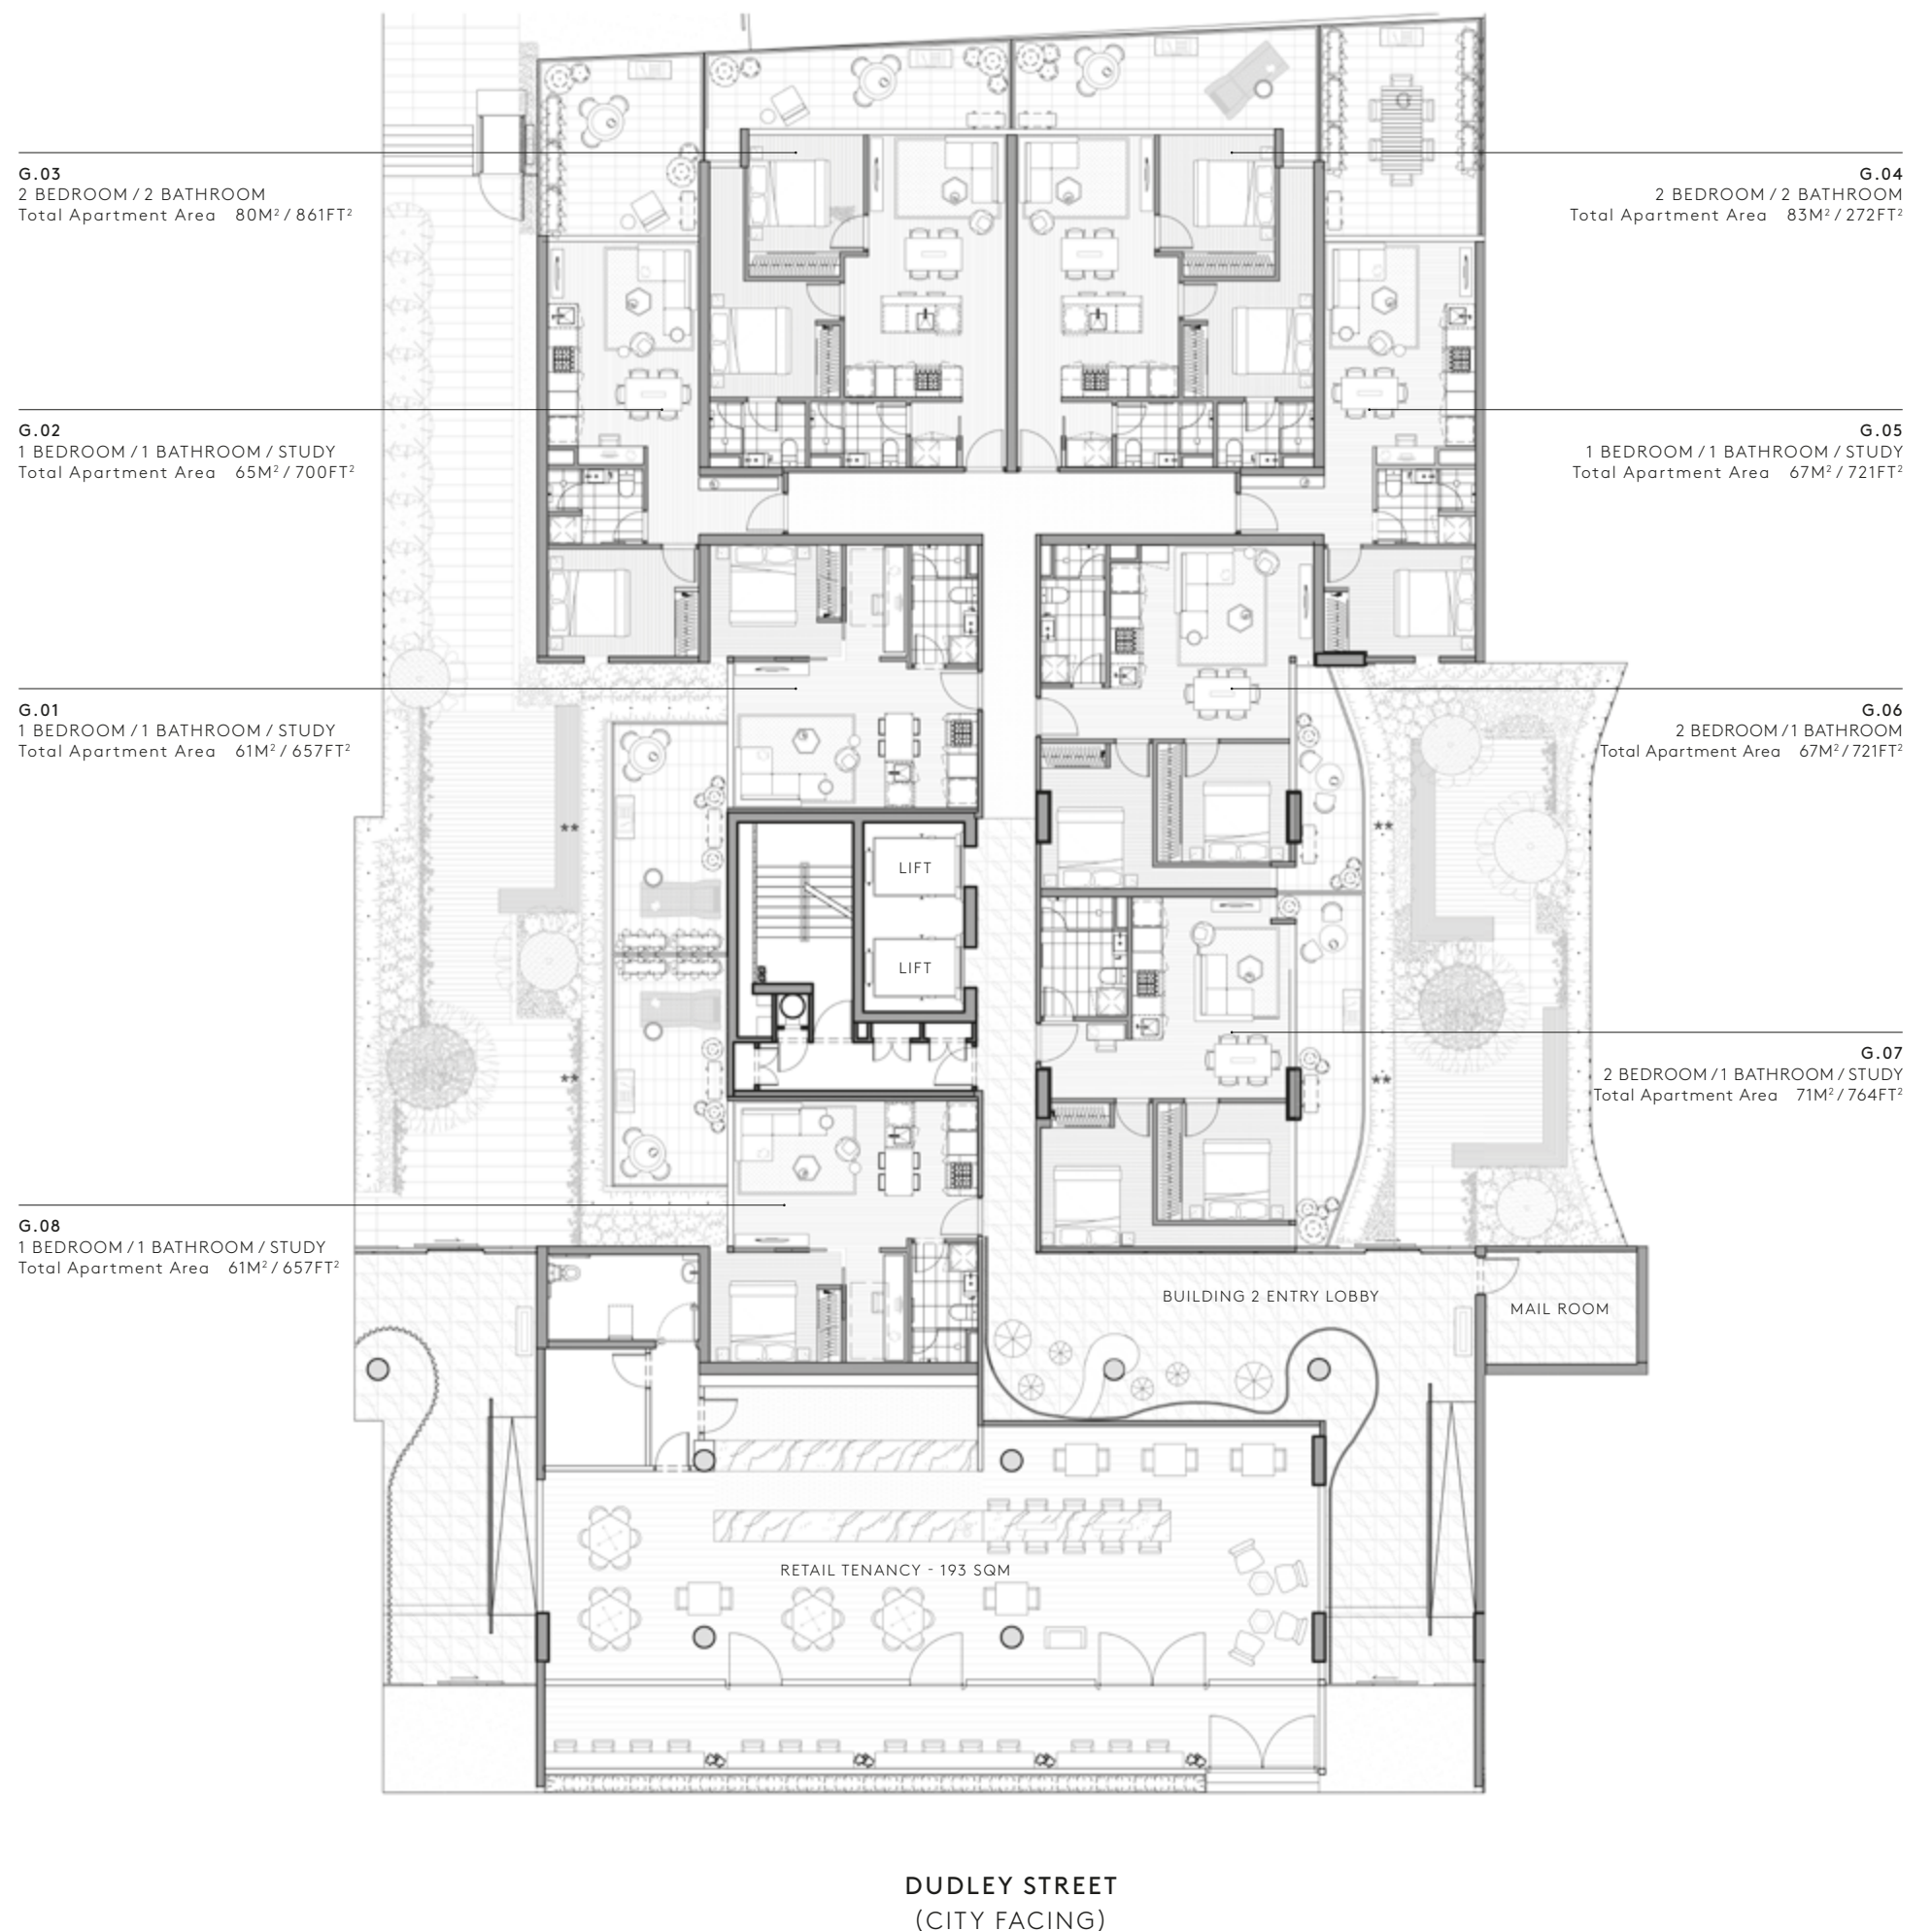 G.03
2 BEDROOM / 2 BATHROOM
Total Apartment Area 80M² / 861FT²
G.04
2 BEDROOM / 2 BATHROOM
Total Apartment Area 83M² / 272FT²
G.02
1 BEDROOM / 1 BATHROOM / STUDY
Total Apartment Area 65M² / 700FT²
G.05
1 BEDROOM / 1 BATHROOM / STUDY
Total Apartment Area 67M² / 721FT²
G.01
1 BEDROOM / 1 BATHROOM / STUDY
Total Apartment Area 61M² / 657FT²
G.06
2 BEDROOM / 1 BATHROOM
Total Apartment Area 67M² / 721FT²
**
**
LIFT
LIFT
G.07
2 BEDROOM / 1 BATHROOM / STUDY
Total Apartment Area 71M² / 764FT²
**
**
G.08
1 BEDROOM / 1 BATHROOM / STUDY
Total Apartment Area 61M² / 657FT²
BUILDING 2 ENTRY LOBBY
MAIL ROOM
RETAIL TENANCY - 193 SQM
DUDLEY STREET
(CITY FACING)